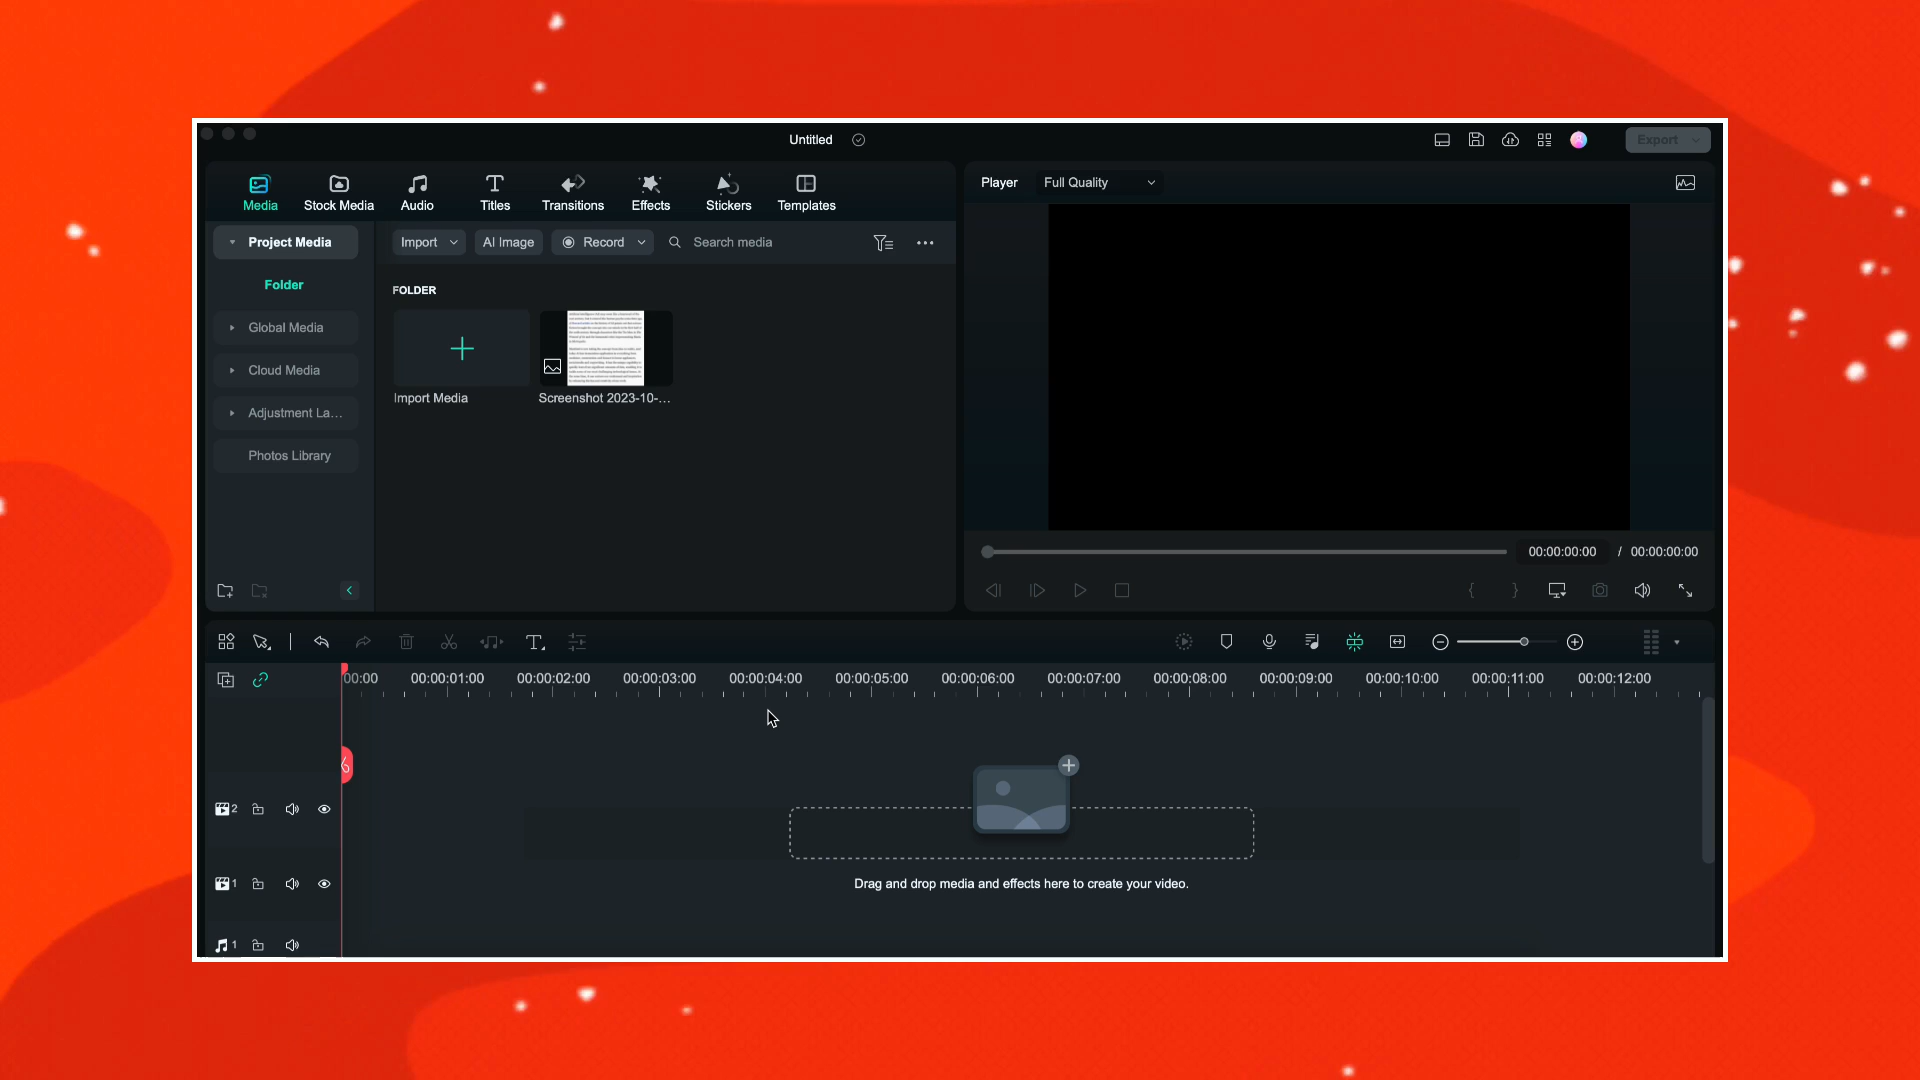 Untitled
Export
Media
Stock Media
Audio
Titles
Transitions
Effects
Stickers
Templates
Player
Full Quality
Project Media
Import
AI Image
Record
Search media
Folder
FOLDER
Global Media
Cloud Media
Adjustment La...
Photos Library
Import Media
Screenshot 2023-10-...
00:00:00:00 / 00:00:00:00
00:00
00:00:01:00
00:00:02:00
00:00:03:00
00:00:04:00
00:00:05:00
00:00:06:00
00:00:07:00
00:00:08:00
00:00:09:00
00:00:10:00
00:00:11:00
00:00:12:00
2
1
Drag and drop media and effects here to create your video.
1